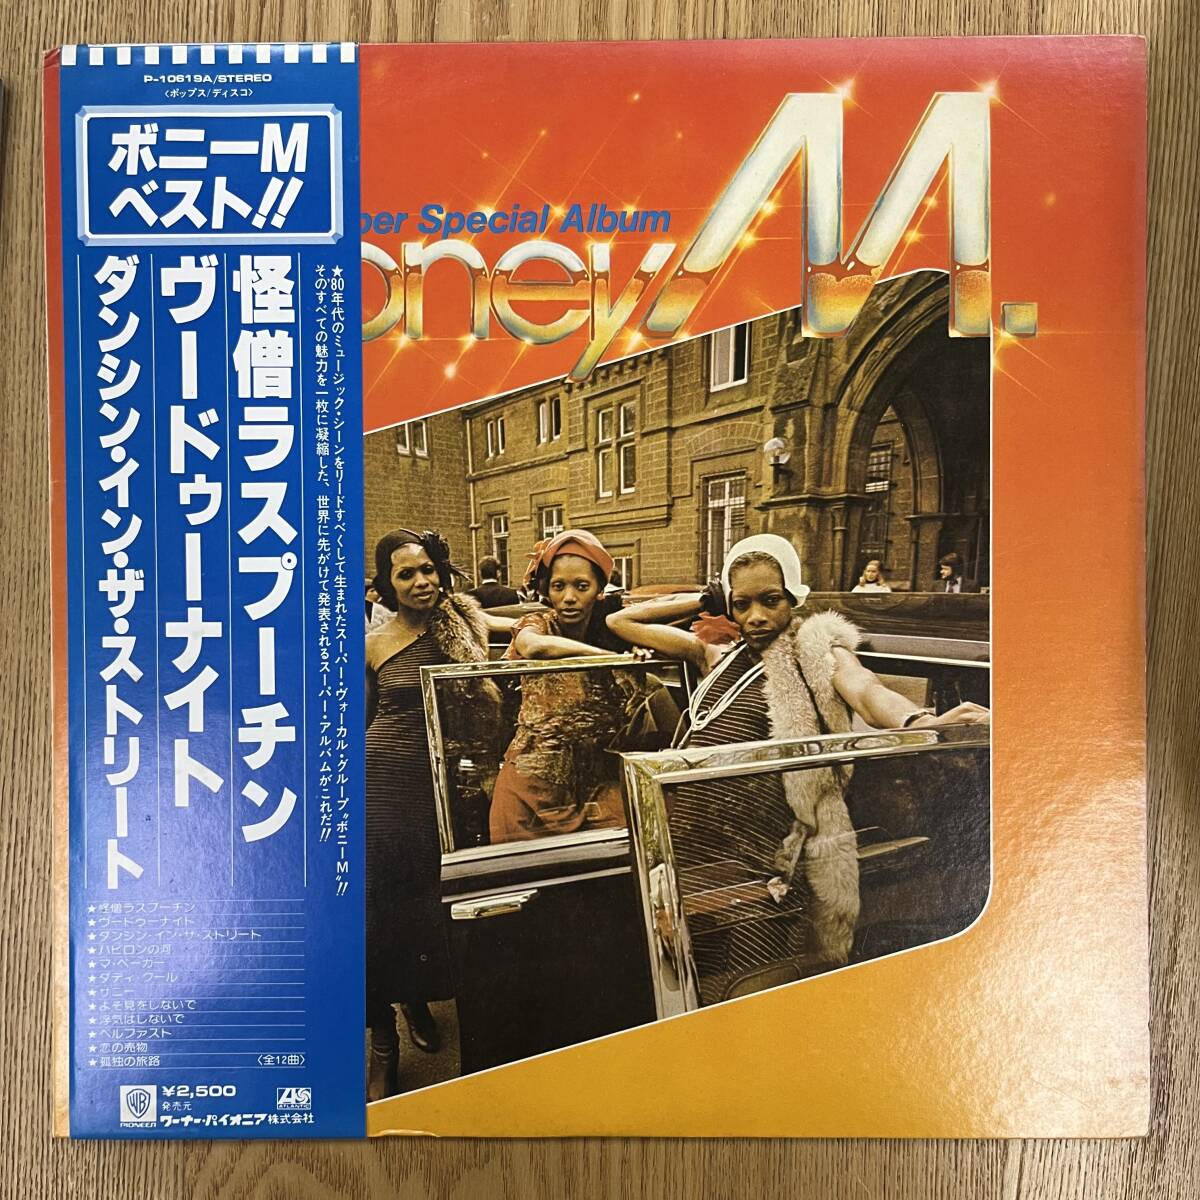 P-10619A/STEREO
〈ポップス/ディスコ〉
ボニーM
ベスト!!
怪僧ラスプーチン
ヴードゥーナイト
ダンシン・イン・ザ・ストリート
★'80年代のミュージック・シーンをリードすべくして生まれたスーパー・ヴォーカル・グループ"ボニーM"!!
そのすべての魅力を一枚に凝縮した、世界に先がけて発表されるスーパー・アルバムがこれだ!!
★怪僧ラスプーチン
★ヴードゥーナイト
★ダンシン・イン・ザ・ストリート
★バビロンの河
★マ・ベーカー
★ダディ・クール
★サニー
★よそ見をしないで
★浮気はしないで
★ベルファスト
★恋の売物
★孤独の旅路
〈全12曲〉
WB
PIONEER
¥2,500
発売元
ワーナー・パイオニア株式会社
ATLANTIC
per Special Album
oney M.